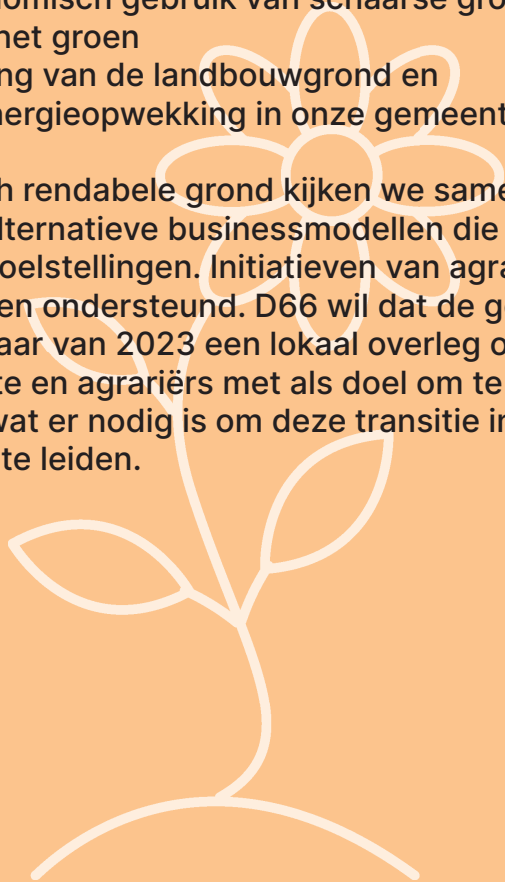 nomisch gebruik van schaarse gro
het groen
ng van de landbouwgrond en
nergieopwekking in onze gemeent
h rendabele grond kijken we same
lternatieve businessmodellen die
oelstellingen. Initiatieven van agra
en ondersteund. D66 wil dat de g
aar van 2023 een lokaal overleg o
te en agrariërs met als doel om te
wat er nodig is om deze transitie in
te leiden.